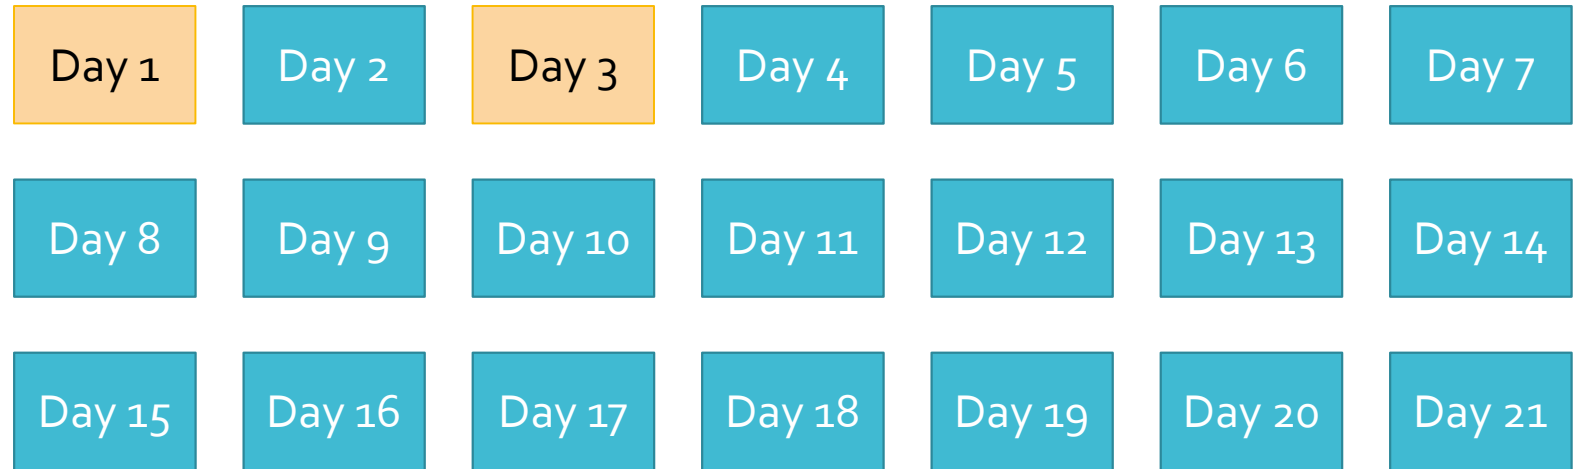 Day 1
Day 2
Day 3
Day 4
Day 5
Day 6
Day 7
Day 8
Day 9
Day 10
Day 11
Day 12
Day 13
Day 14
Day 15
Day 16
Day 17
Day 18
Day 19
Day 20
Day 21